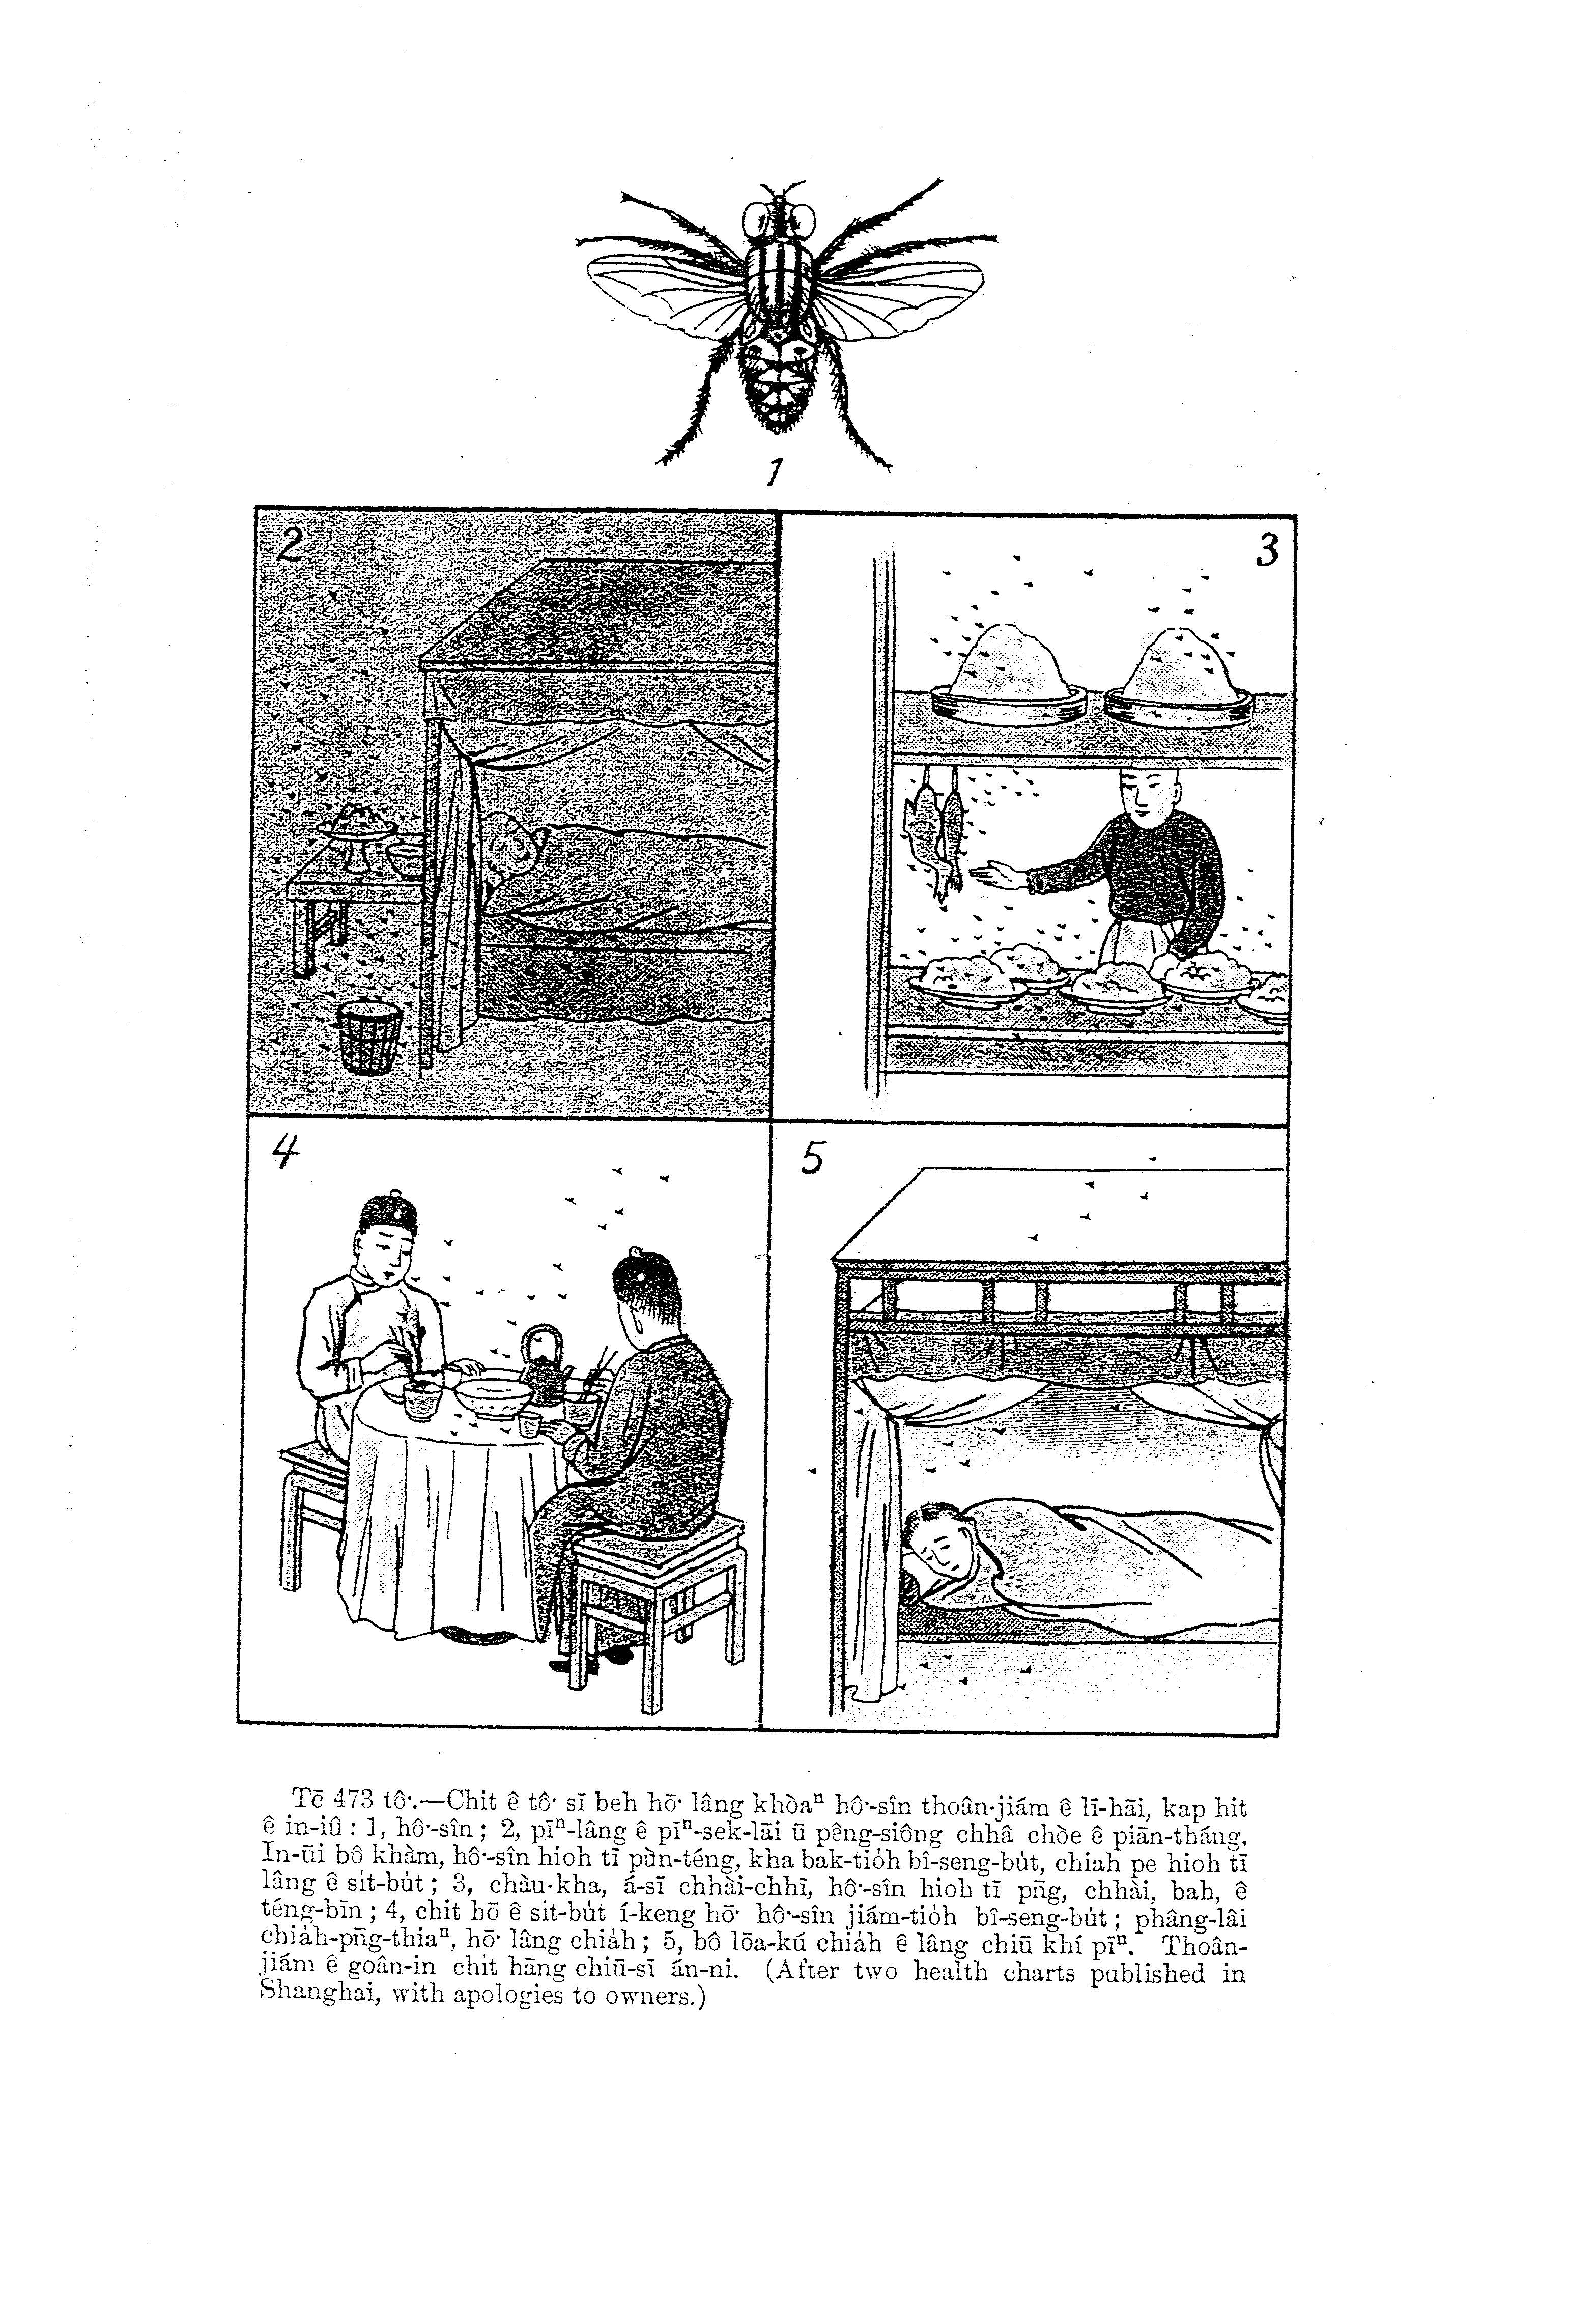 1
2
3
4
5
Tē 473 tô͘.—Chit ê tô͘ sī beh hō͘ lâng khòaⁿ hô͘-sîn thoân-jiám ê lī-hāi, kap hit
ê in-iû: 1, hô͘-sîn; 2, pīⁿ-lâng ê pīⁿ-sek-lāi ū pêng-siông chhâ chòe ê piān-tháng.
In-ūi bô khàm, hô͘-sîn hioh tī pùn-téng, kha bak-tio̍h bî-seng-bu̍t, chiah pe hioh tī
lâng ê si̍t-bu̍t; 3, chàu-kha, á-sī chhài-chhī, hô͘-sîn hioh tī pn̄g, chhài, bah, ê
téng-bīn; 4, chit hō ê si̍t-bu̍t í-keng hō͘ hô͘-sîn jiám-tio̍h bî-seng-bu̍t; phâng-lâi
chia̍h-pn̄g-thiaⁿ, hō͘ lâng chia̍h; 5, bô lōa-kú chia̍h ê lâng chiū khí pīⁿ. Thoân-
jiám ê goân-in chi̍t hāng chiū-sī án-ni. (After two health charts published in
Shanghai, with apologies to owners.)